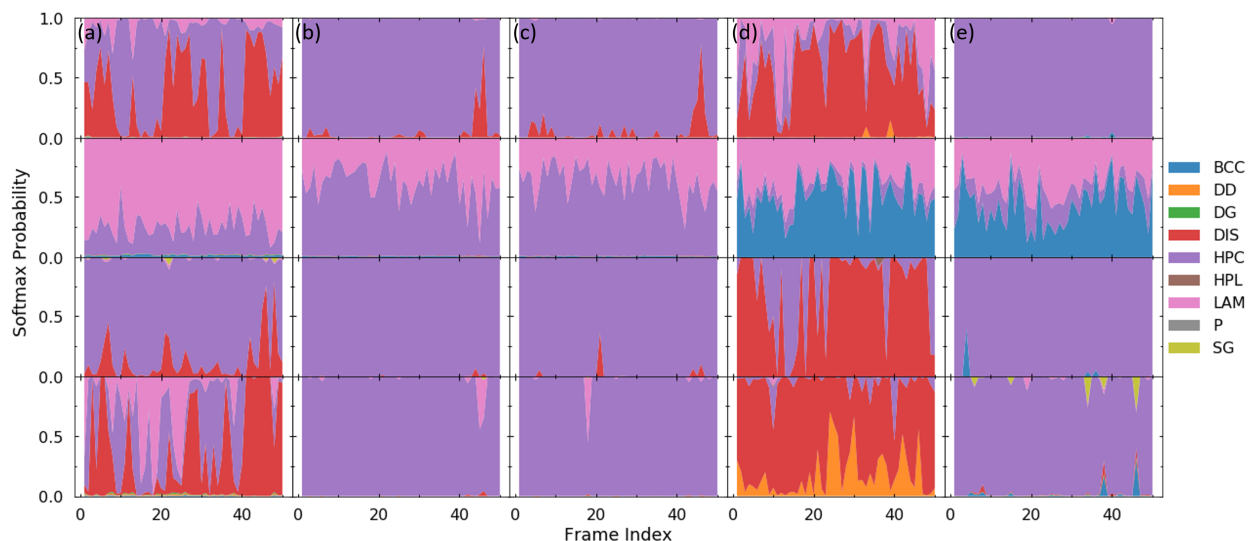 (a) (b) (c) (d) (e)
1.0
0.5
0.0
0.5
0.0
0.5
0.0
0.5
0.0
Softmax Probability
0 20 40 0 20 40 0 20 40 0 20 40 0 20 40
Frame Index
BCC
DD
DG
DIS
HPC
HPL
LAM
P
SG